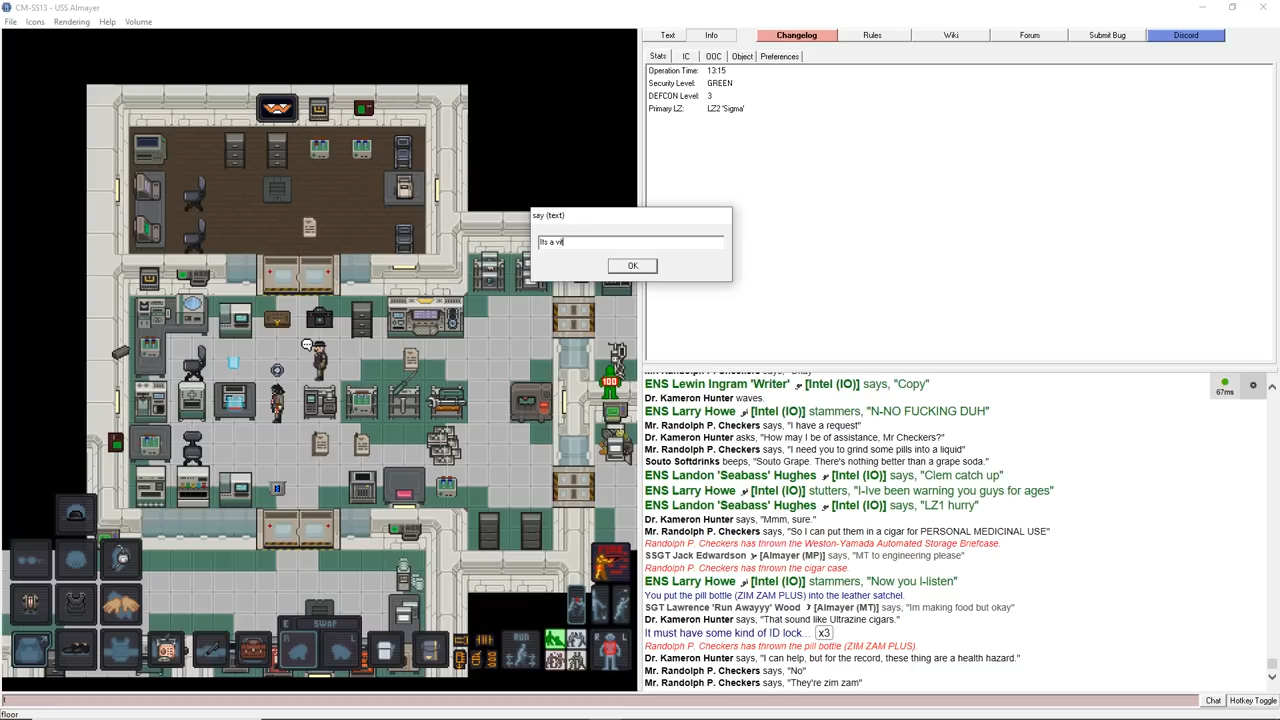 CM-SS13 - USS Almayer
File Icons Rendering Help Volume
Text Info Changelog Rules Wiki Forum Submit Bug Discord
Stats IC OOC Object Preferences
Operation Time: 13:15
Security Level: GREEN
DEFCON Level: 3
Primary LZ: LZ2 'Sigma'
say (text)
Its a vit
OK
100
67ms
ENS Lewin Ingram 'Writer' [Intel (IO)] says, "Copy"
Dr. Kameron Hunter waves.
ENS Larry Howe [Intel (IO)] stammers, "N-NO FUCKING DUH"
Mr. Randolph P. Checkers says, "I have a request"
Dr. Kameron Hunter asks, "How may I be of assistance, Mr Checkers?"
Mr. Randolph P. Checkers says, "I need you to grind some pills into a liquid"
Souto Softdrinks beeps, "Souto Grape. There's nothing better than a grape soda."
ENS Landon 'Seabass' Hughes [Intel (IO)] says, "Clem catch up"
ENS Larry Howe [Intel (IO)] stutters, "I-Ive been warning you guys for ages"
ENS Landon 'Seabass' Hughes [Intel (IO)] says, "LZ1 hurry"
Dr. Kameron Hunter says, "Mmm, sure."
Mr. Randolph P. Checkers says, "So I can put them in a cigar for PERSONAL MEDICINAL USE"
Randolph P. Checkers has thrown the Weston-Yamada Automated Storage Briefcase.
SSGT Jack Edwardson [Almayer (MP)] says, "MT to engineering please"
Randolph P. Checkers has thrown the cigar case.
ENS Larry Howe [Intel (IO)] stammers, "Now you l-listen"
You put the pill bottle (ZIM ZAM PLUS) into the leather satchel.
SGT Lawrence 'Run Awayyy' Wood [Almayer (MT)] says, "Im making food but okay"
Dr. Kameron Hunter says, "That sound like Ultrazine cigars."
It must have some kind of ID lock... x3
Randolph P. Checkers has thrown the pill bottle (ZIM ZAM PLUS).
Dr. Kameron Hunter says, "I can help, but for the record, these thing are a health hazard."
Mr. Randolph P. Checkers says, "No"
Mr. Randolph P. Checkers says, "They're zim zam"
E SWAP
R L
RUN
R L
Chat Hotkey Toggle
floor